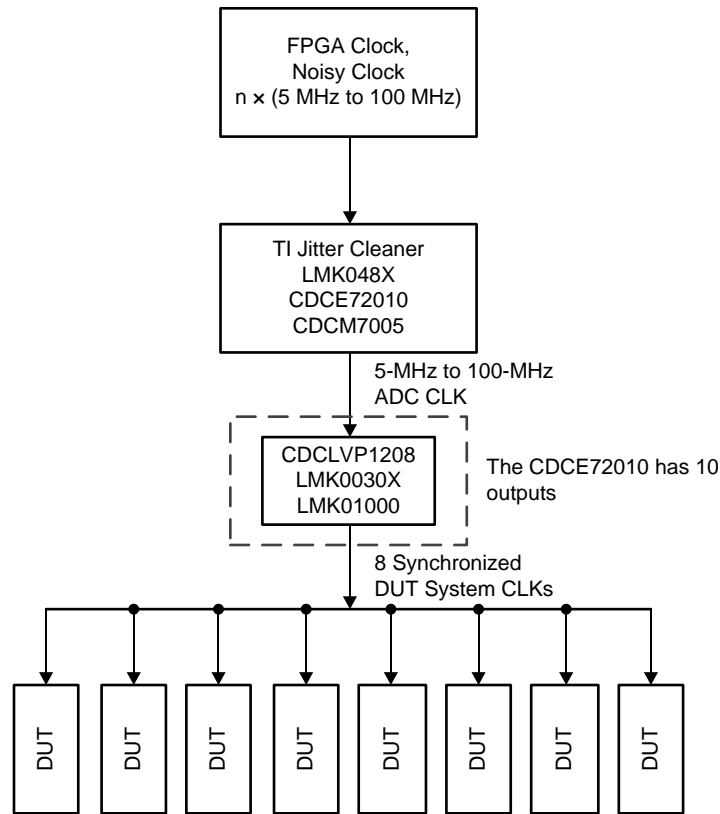 FPGA Clock,
Noisy Clock
n × (5 MHz to 100 MHz)
TI Jitter Cleaner
LMK048X
CDCE72010
CDCM7005
5-MHz to 100-MHz
ADC CLK
CDCLVP1208
LMK0030X
LMK01000
The CDCE72010 has 10
outputs
8 Synchronized
DUT System CLKs
DUT
DUT
DUT
DUT
DUT
DUT
DUT
DUT